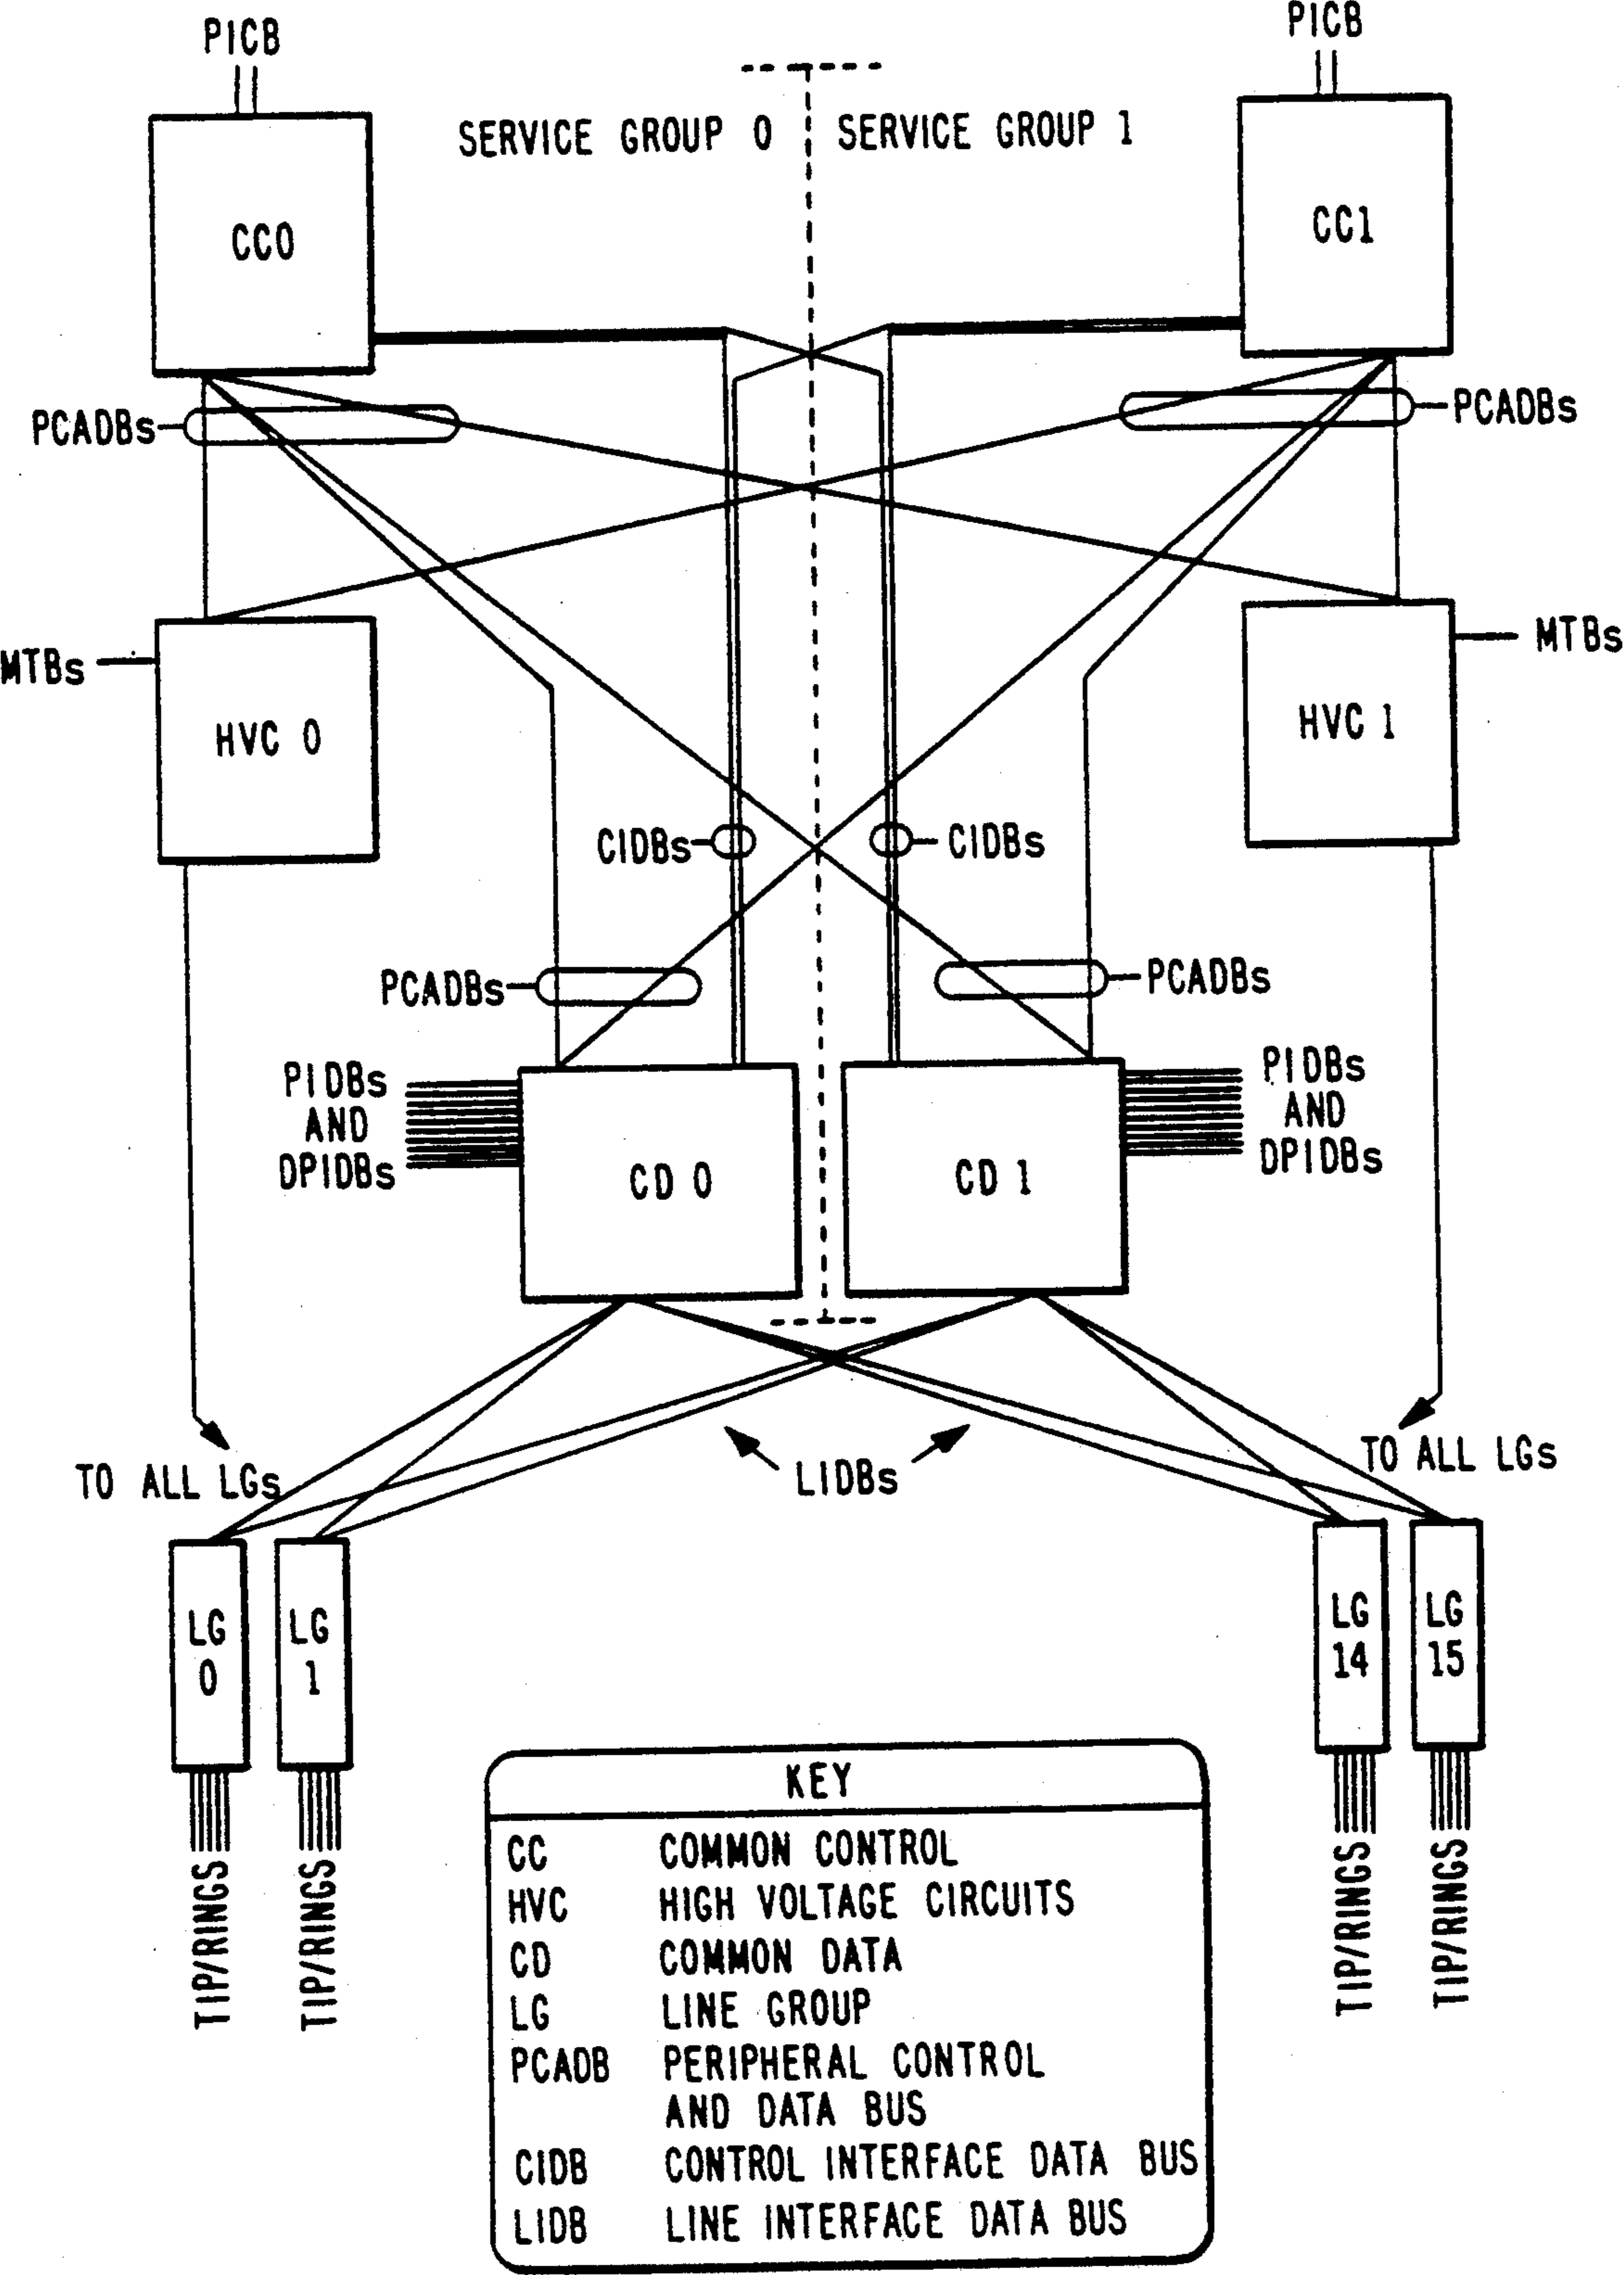 PICB
PICB
SERVICE GROUP 0
SERVICE GROUP 1
CC0
CC1
PCADBs
PCADBs
MTBs
MTBs
HVC 0
HVC 1
CIDBs
CIDBs
PCADBs
PCADBs
PIDBs
AND
DPIDBs
PIDBs
AND
DPIDBs
CD 0
CD 1
TO ALL LGs
LIDBs
TO ALL LGs
LG
0
LG
1
LG
14
LG
15
TIP/RINGS
TIP/RINGS
TIP/RINGS
TIP/RINGS
KEY
CC COMMON CONTROL
HVC HIGH VOLTAGE CIRCUITS
CD COMMON DATA
LG LINE GROUP
PCADB PERIPHERAL CONTROL
AND DATA BUS
CIDB CONTROL INTERFACE DATA BUS
LIDB LINE INTERFACE DATA BUS